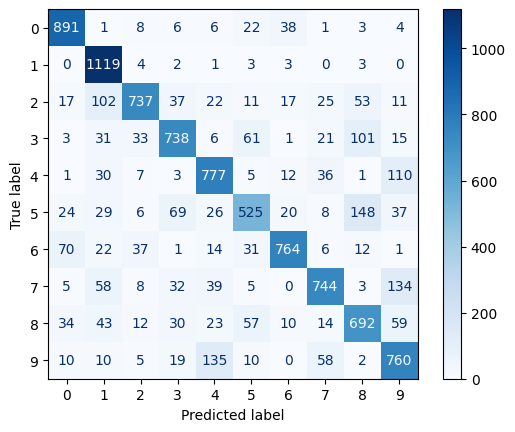 0 891 1 8 6 6 22 38 1 3 4
1 0 1119 4 2 1 3 3 0 3 0
2 17 102 737 37 22 11 17 25 53 11
3 3 31 33 738 6 61 1 21 101 15
4 1 30 7 3 777 5 12 36 1 110
5 24 29 6 69 26 525 20 8 148 37
6 70 22 37 1 14 31 764 6 12 1
7 5 58 8 32 39 5 0 744 3 134
8 34 43 12 30 23 57 10 14 692 59
9 10 10 5 19 135 10 0 58 2 760
0 1 2 3 4 5 6 7 8 9
Predicted label
True label
1000
800
600
400
200
0